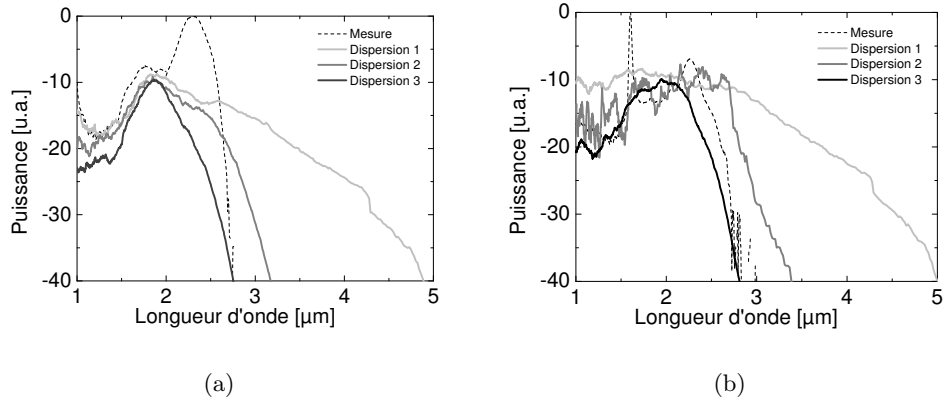 0
-10
-20
-30
-40
Puissance [u.a.]
1
2
3
4
5
Longueur d'onde [µm]
Mesure
Dispersion 1
Dispersion 2
Dispersion 3
(a)
0
-10
-20
-30
-40
Puissance [u.a.]
1
2
3
4
5
Longueur d'onde [µm]
Mesure
Dispersion 1
Dispersion 2
Dispersion 3
(b)